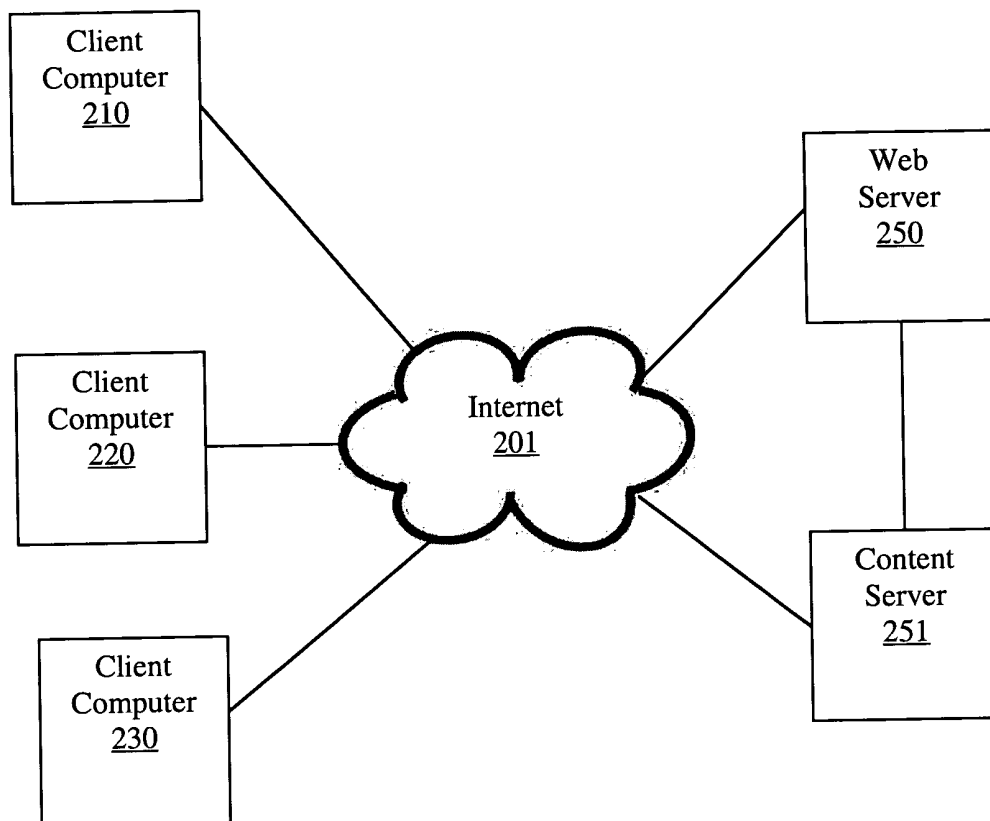 Client
Computer
210
Web
Server
250
Client
Computer
220
Internet
201
Content
Server
251
Client
Computer
230